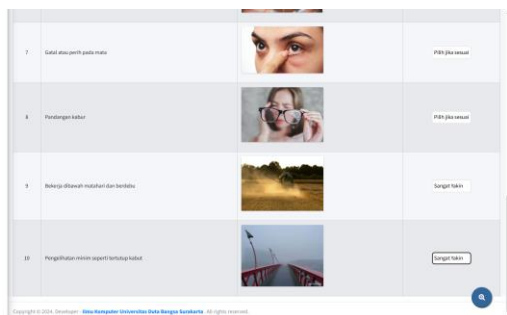 7 Gatal atau perih pada mata Pilih jika sesuai
8 Pandangan kabur Pilih jika sesuai
9 Bekerja dibawah matahari dan berdebu Sangat Yakin
10 Pengelihatan minim seperti tertutup kabut Sangat Yakin
Copyright © 2024. Developer - Ilmu Komputer Universitas Duta Bangsa Surakarta. All rights reserved.